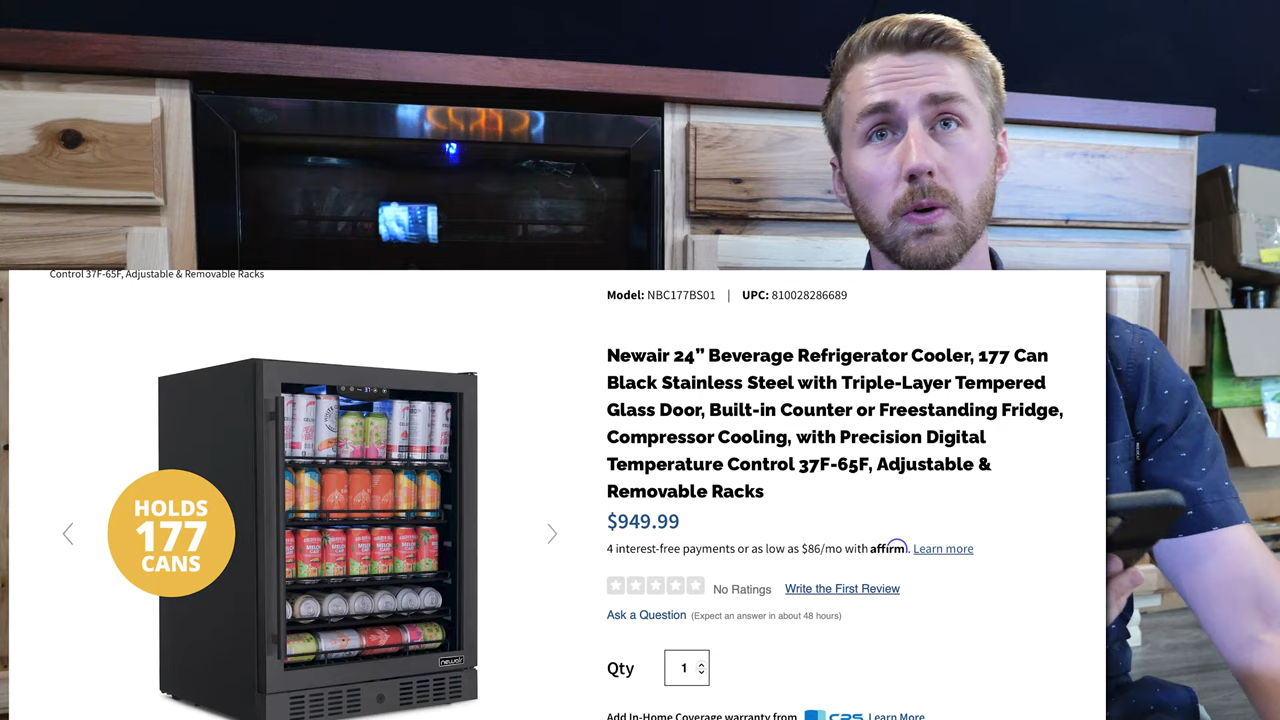 Control 37F-65F, Adjustable & Removable Racks
Model: NBC177BS01 | UPC: 810028286689
Newair 24” Beverage Refrigerator Cooler, 177 Can
Black Stainless Steel with Triple-Layer Tempered
Glass Door, Built-in Counter or Freestanding Fridge,
Compressor Cooling, with Precision Digital
Temperature Control 37F-65F, Adjustable &
Removable Racks
$949.99
4 interest-free payments or as low as $86/mo with affirm. Learn more
No Ratings Write the First Review
Ask a Question (Expect an answer in about 48 hours)
Qty 1
Add In-Home Coverage warranty from CPS Learn More
HOLDS
177
CANS
37
newair